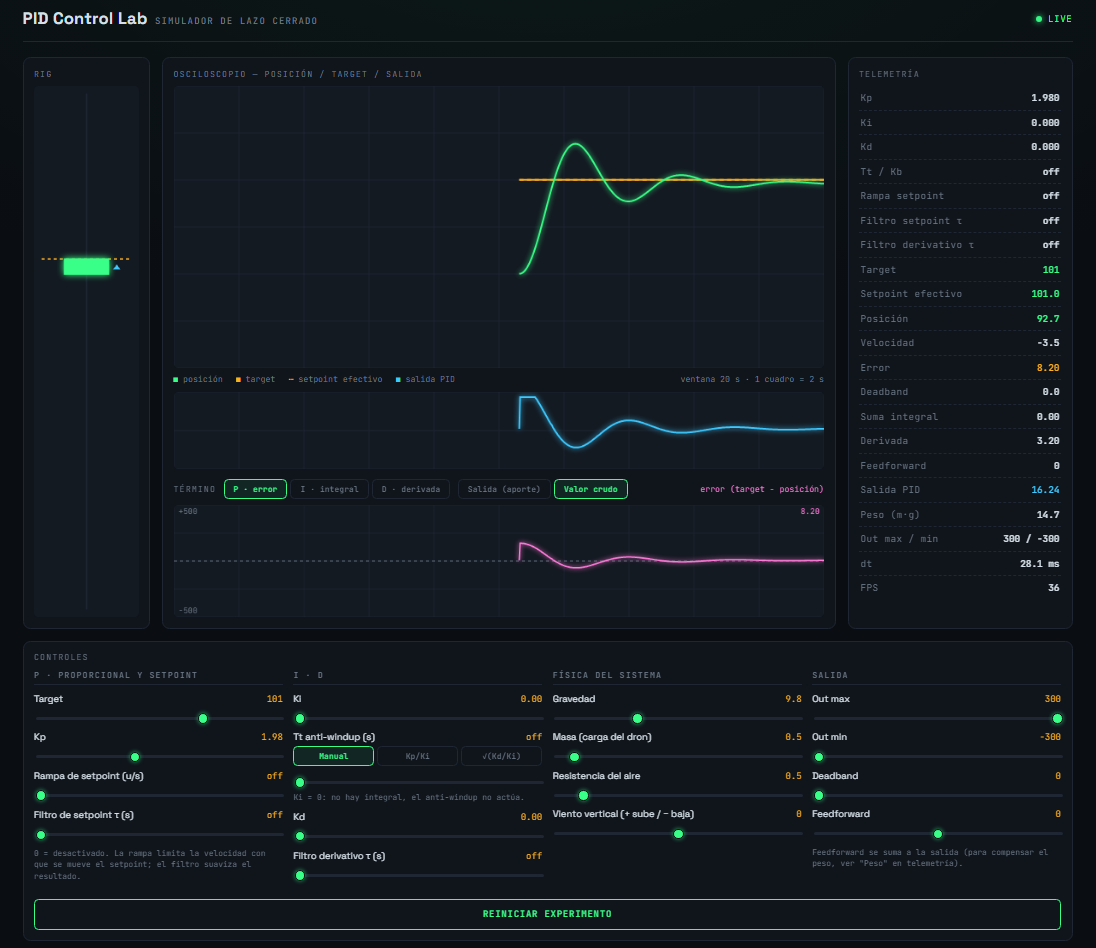 PID Control Lab SIMULADOR DE LAZO CERRADO
LIVE
RIG
OSCILOSCOPIO — POSICIÓN / TARGET / SALIDA
posición target setpoint efectivo salida PID
ventana 20 s · 1 cuadro = 2 s
TÉRMINO P · error I · integral D · derivada Salida (aporte) Valor crudo
error (target - posición)
+500
8.20
-500
TELEMETRÍA
Kp 1.980
Ki 0.000
Kd 0.000
Tt / Kb off
Rampa setpoint off
Filtro setpoint τ off
Filtro derivativo τ off
Target 101
Setpoint efectivo 101.0
Posición 92.7
Velocidad -3.5
Error 8.20
Deadband 0.0
Suma integral 0.00
Derivada 3.20
Feedforward 0
Salida PID 16.24
Peso (m·g) 14.7
Out max / min 300 / -300
dt 28.1 ms
FPS 36
CONTROLES
P · PROPORCIONAL Y SETPOINT
Target 101
Kp 1.98
Rampa de setpoint (u/s) off
Filtro de setpoint τ (s) off
0 = desactivado. La rampa limita la velocidad con
que se mueve el setpoint; el filtro suaviza el
resultado.
I · D
Ki 0.00
Tt anti-windup (s) off
Manual Kp/Ki √(Kd/Ki)
Ki = 0: no hay integral, el anti-windup no actúa.
Kd 0.00
Filtro derivativo τ (s) off
FÍSICA DEL SISTEMA
Gravedad 9.8
Masa (carga del dron) 0.5
Resistencia del aire 0.5
Viento vertical (+ sube / − baja) 0
SALIDA
Out max 300
Out min -300
Deadband 0
Feedforward 0
Feedforward se suma a la salida (para compensar el
peso, ver "Peso" en telemetría).
REINICIAR EXPERIMENTO